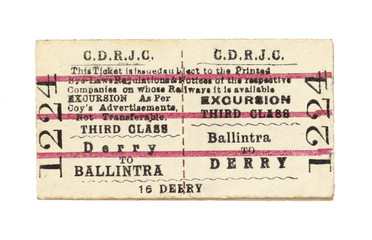 C.D.R.J.C. C.D.R.J.C.
This Ticket is issued subject to the Printed
Bye-Laws Regulations & Notices of the respective
Companies on whose Railways it is available
EXCURSION As Per EXCURSION
Coy's Advertisements,
Not Transferable. THIRD CLASS
THIRD CLASS Ballintra
Derry TO
TO DERRY
BALLINTRA
16 DERRY
1224
1224